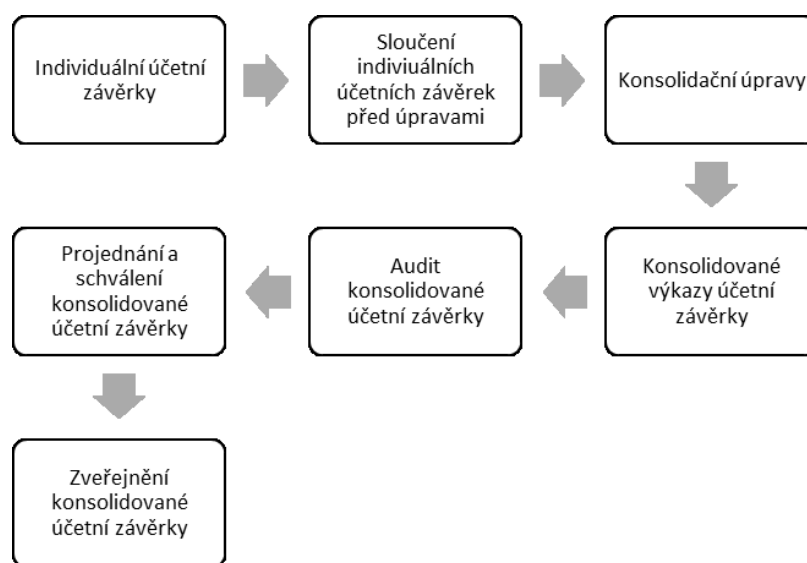 Individuální účetní
závěrky
Sloučení
indiviuálních
účetních závěrek
před úpravami
Konsolidační úpravy
Konsolidované
výkazy účetní
závěrky
Audit
konsolidované
účetní závěrky
Projednání a
schválení
konsolidované
účetní závěrky
Zveřejnění
konsolidované
účetní závěrky